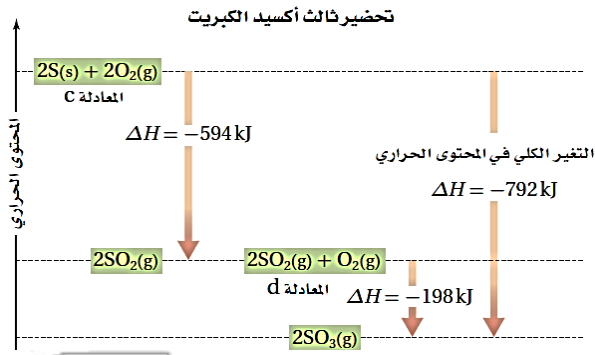 تحضير ثالث أكسيد الكبريت
المحتوى الحراري
2S(s) + 2O₂(g)
المعادلة c
ΔH = −594 kJ
التغير الكلي في المحتوى الحراري
ΔH = −792 kJ
2SO₂(g)
2SO₂(g) + O₂(g)
المعادلة d
ΔH = −198 kJ
2SO₃(g)